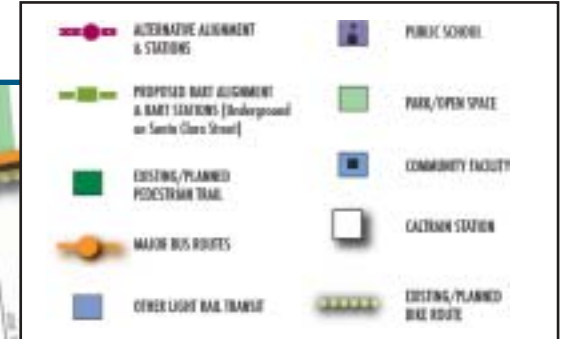 ALTERNATIVE ALIGNMENT
& STATIONS
PROPOSED BART ALIGNMENT
& BART STATIONS (Underground
on Santa Clara Street)
EXISTING/PLANNED
PEDESTRIAN TRAIL
MAJOR BUS ROUTES
OTHER LIGHT RAIL TRANSIT
PUBLIC SCHOOL
PARK/OPEN SPACE
COMMUNITY FACILITY
CALTRAIN STATION
EXISTING/PLANNED
BIKE ROUTE